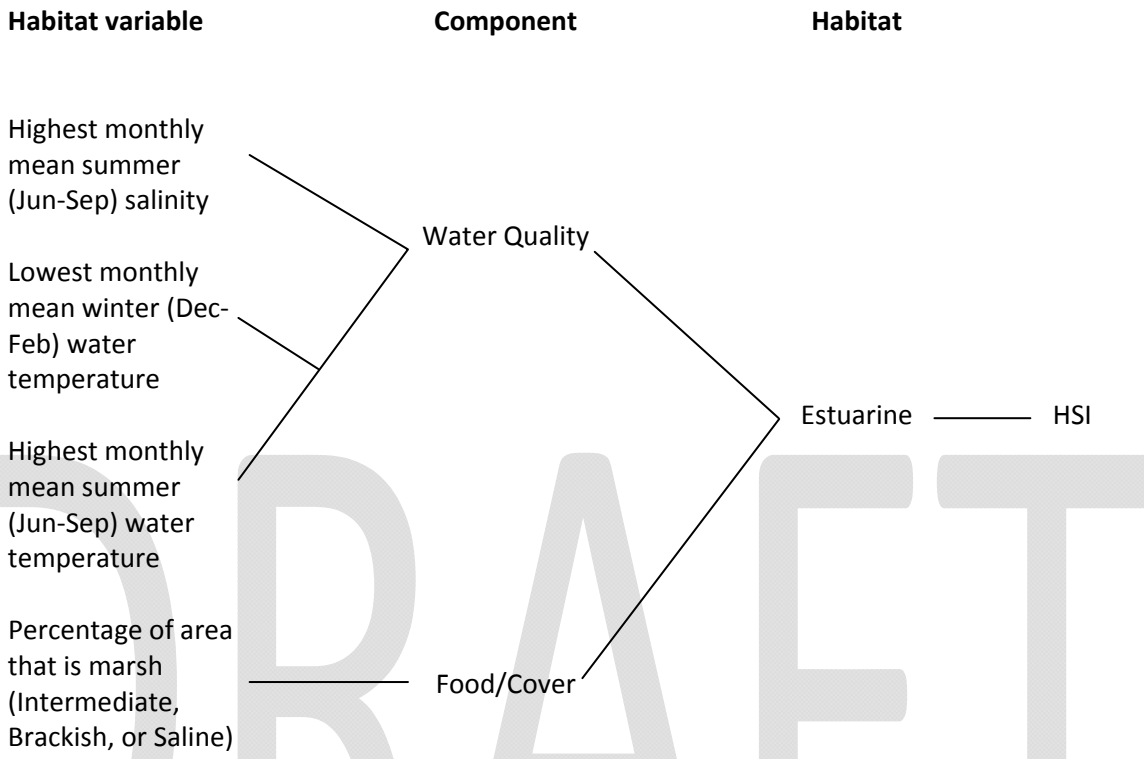 Habitat variable Component Habitat
Highest monthly
mean summer
(Jun-Sep) salinity
Water Quality
Lowest monthly
mean winter (Dec-
Feb) water
temperature
Estuarine HSI
Highest monthly
mean summer
(Jun-Sep) water
temperature
Percentage of area
that is marsh
(Intermediate,
Brackish, or Saline)
Food/Cover
DRAFT